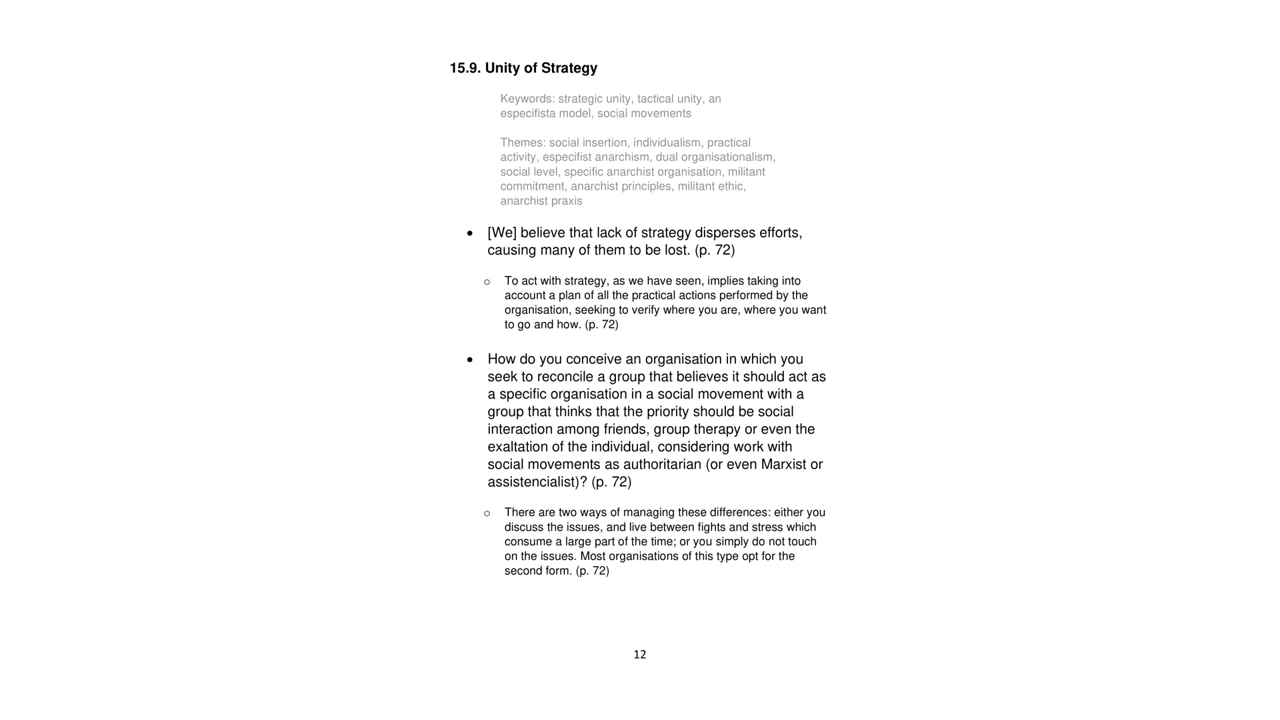 15.9. Unity of Strategy
Keywords: strategic unity, tactical unity, an
especifista model, social movements
Themes: social insertion, individualism, practical
activity, especifist anarchism, dual organisationalism,
social level, specific anarchist organisation, militant
commitment, anarchist principles, militant ethic,
anarchist praxis
• [We] believe that lack of strategy disperses efforts,
causing many of them to be lost. (p. 72)
o To act with strategy, as we have seen, implies taking into
account a plan of all the practical actions performed by the
organisation, seeking to verify where you are, where you want
to go and how. (p. 72)
• How do you conceive an organisation in which you
seek to reconcile a group that believes it should act as
a specific organisation in a social movement with a
group that thinks that the priority should be social
interaction among friends, group therapy or even the
exaltation of the individual, considering work with
social movements as authoritarian (or even Marxist or
assistencialist)? (p. 72)
o There are two ways of managing these differences: either you
discuss the issues, and live between fights and stress which
consume a large part of the time; or you simply do not touch
on the issues. Most organisations of this type opt for the
second form. (p. 72)
12